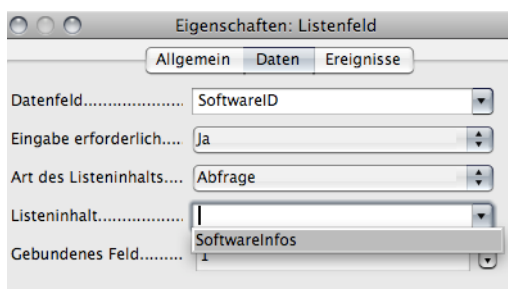 Eigenschaften: Listenfeld
Allgemein Daten Ereignisse
Datenfeld..................... SoftwareID
Eingabe erforderlich.... Ja
Art des Listeninhalts.... Abfrage
Listeninhalt..................
SoftwareInfos
Gebundenes Feld......... 1